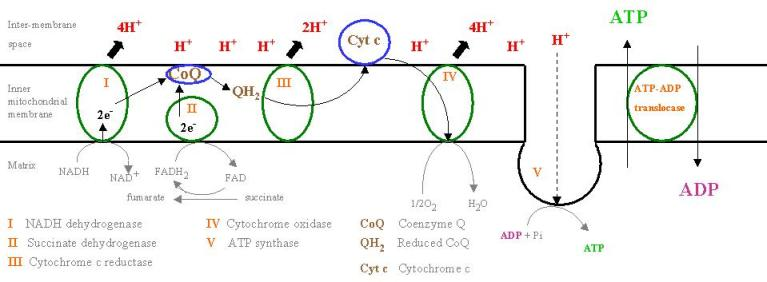 ATP
Inter-membrane
space
4H⁺
H⁺
H⁺
H⁺
2H⁺
Cyt c
H⁺
4H⁺
H⁺
H⁺
Inner
mitochondrial
membrane
I
CoQ
QH₂
III
IV
ATP-ADP
translocase
2e⁻
II
2e⁻
Matrix
NADH
NAD⁺
FADH₂
FAD
fumarate
succinate
1/2O₂
H₂O
V
ADP
ADP + Pi
ATP
I NADH dehydrogenase
II Succinate dehydrogenase
III Cytochrome c reductase
IV Cytochrome oxidase
V ATP synthase
CoQ Coenzyme Q
QH₂ Reduced CoQ
Cyt c Cytochrome c